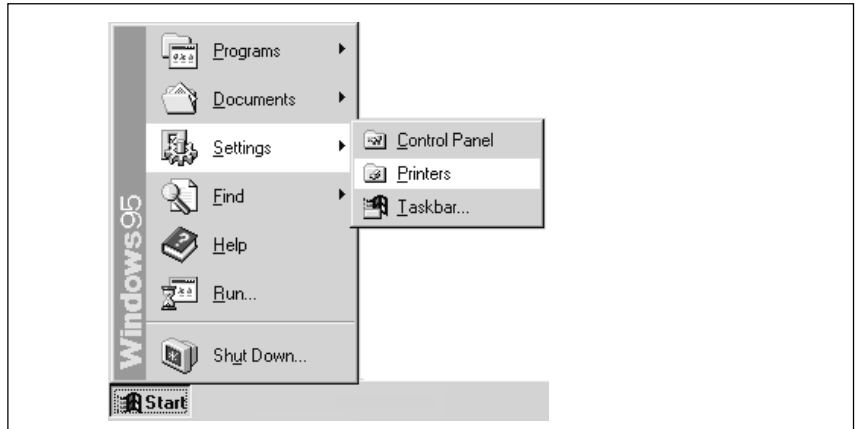 Programs
Documents
Settings
Control Panel
Printers
Taskbar...
Find
Help
Run...
Shut Down...
Windows95
Start